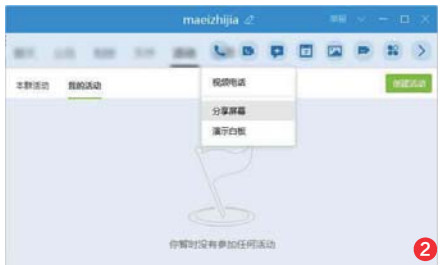 maeizhijia
本群活动 我的活动 创建活动
视频电话
分享屏幕
演示白板
你暂时没有参加任何活动
2